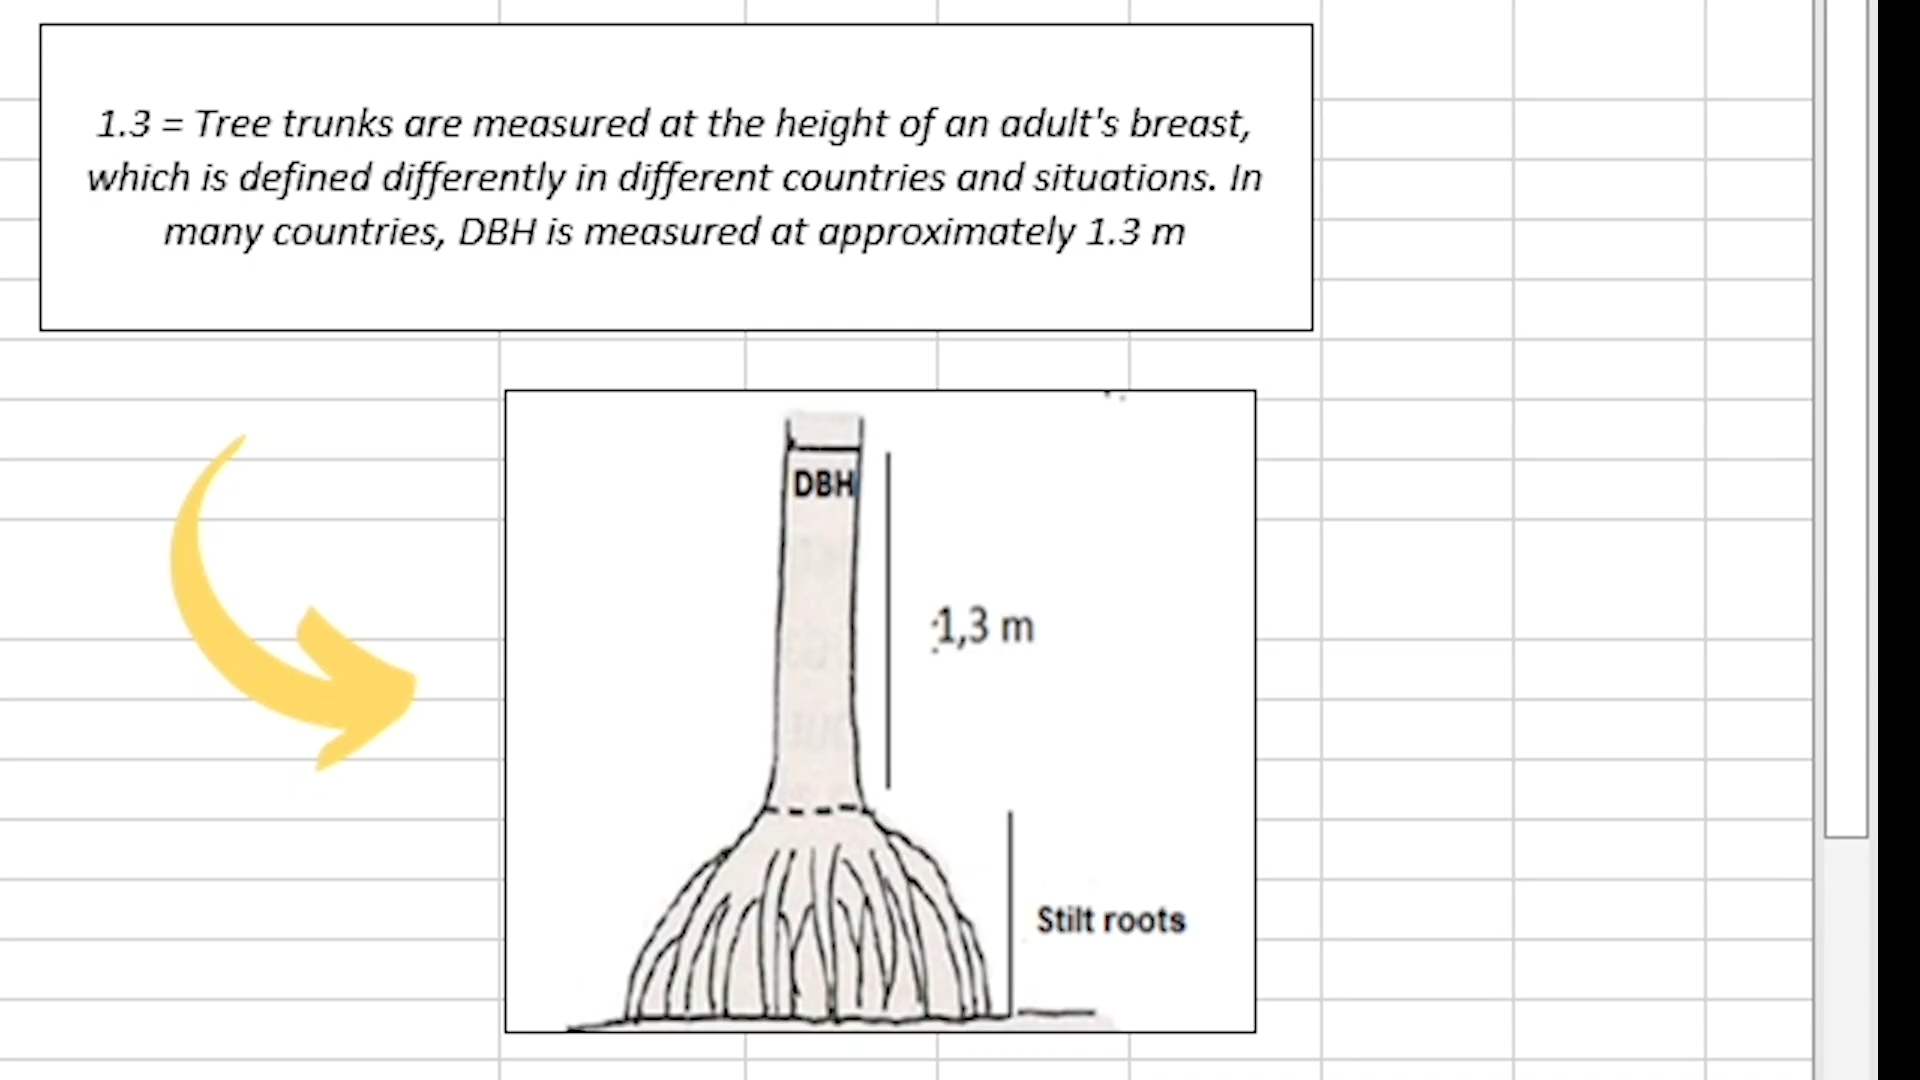 1.3 = Tree trunks are measured at the height of an adult's breast,
which is defined differently in different countries and situations. In
many countries, DBH is measured at approximately 1.3 m
DBH
1,3 m
Stilt roots